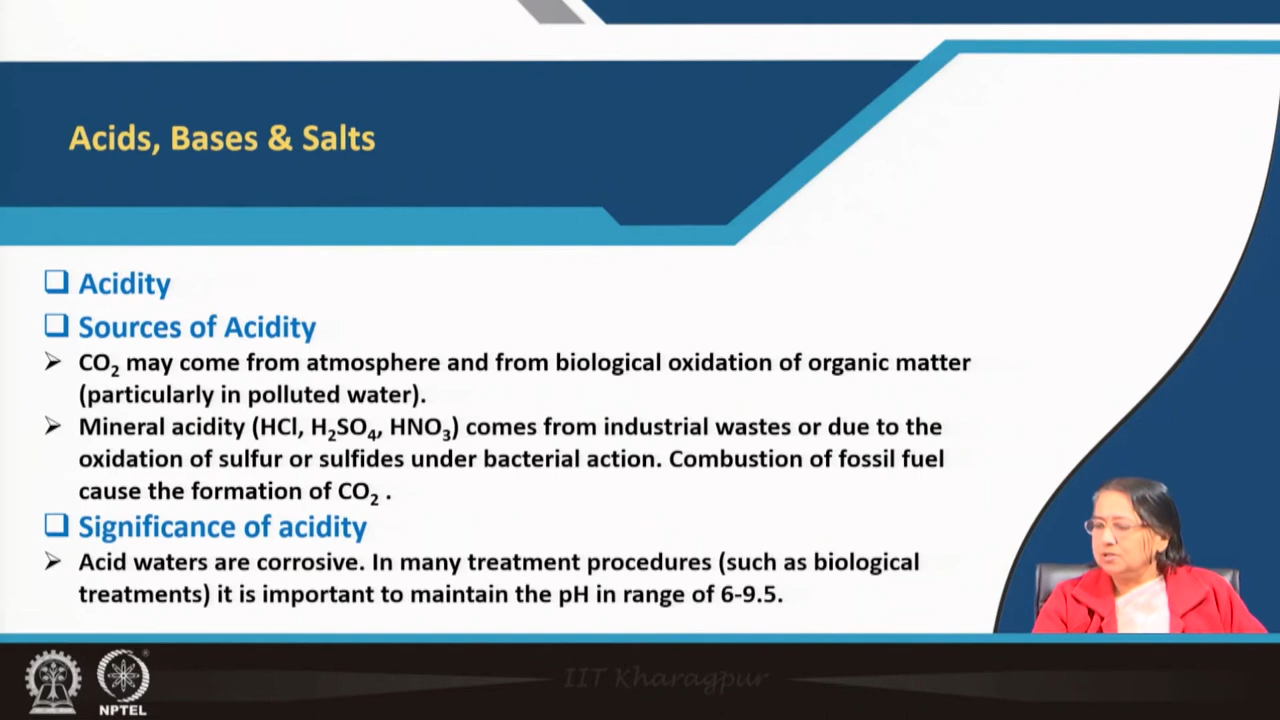 Acids, Bases & Salts
❑ Acidity
❑ Sources of Acidity
➢ CO₂ may come from atmosphere and from biological oxidation of organic matter
(particularly in polluted water).
➢ Mineral acidity (HCl, H₂SO₄, HNO₃) comes from industrial wastes or due to the
oxidation of sulfur or sulfides under bacterial action. Combustion of fossil fuel
cause the formation of CO₂ .
❑ Significance of acidity
➢ Acid waters are corrosive. In many treatment procedures (such as biological
treatments) it is important to maintain the pH in range of 6-9.5.
IIT Kharagpur
®
NPTEL